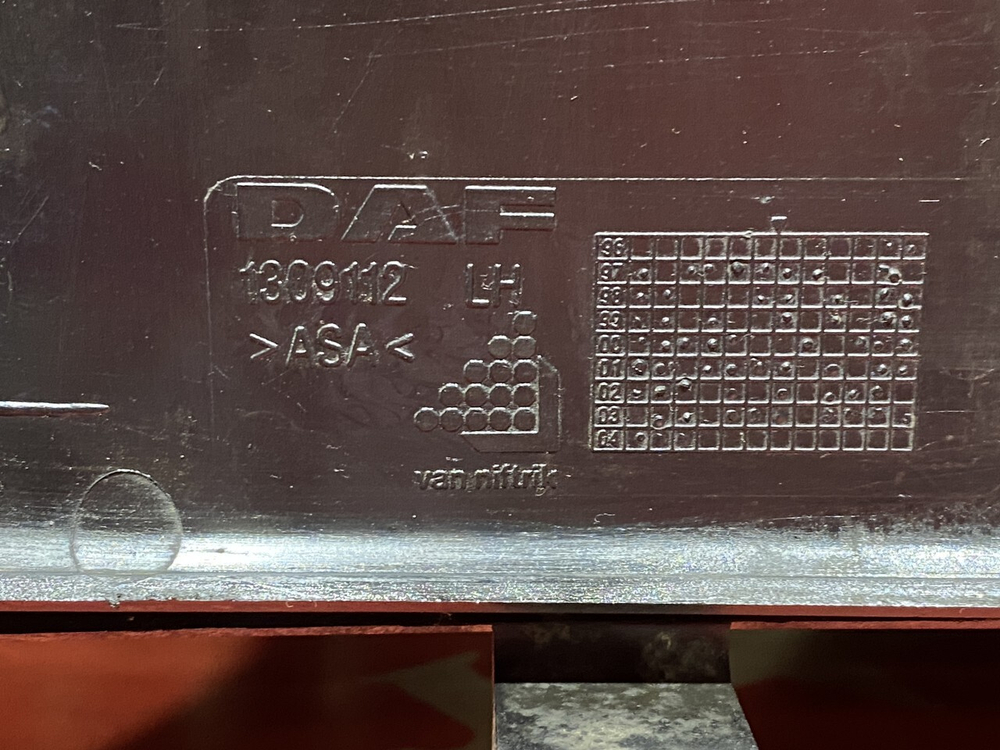 DAF
1309112 LH
>ASA<
van niftrik
96
97
98
99
00
01
02
03
04